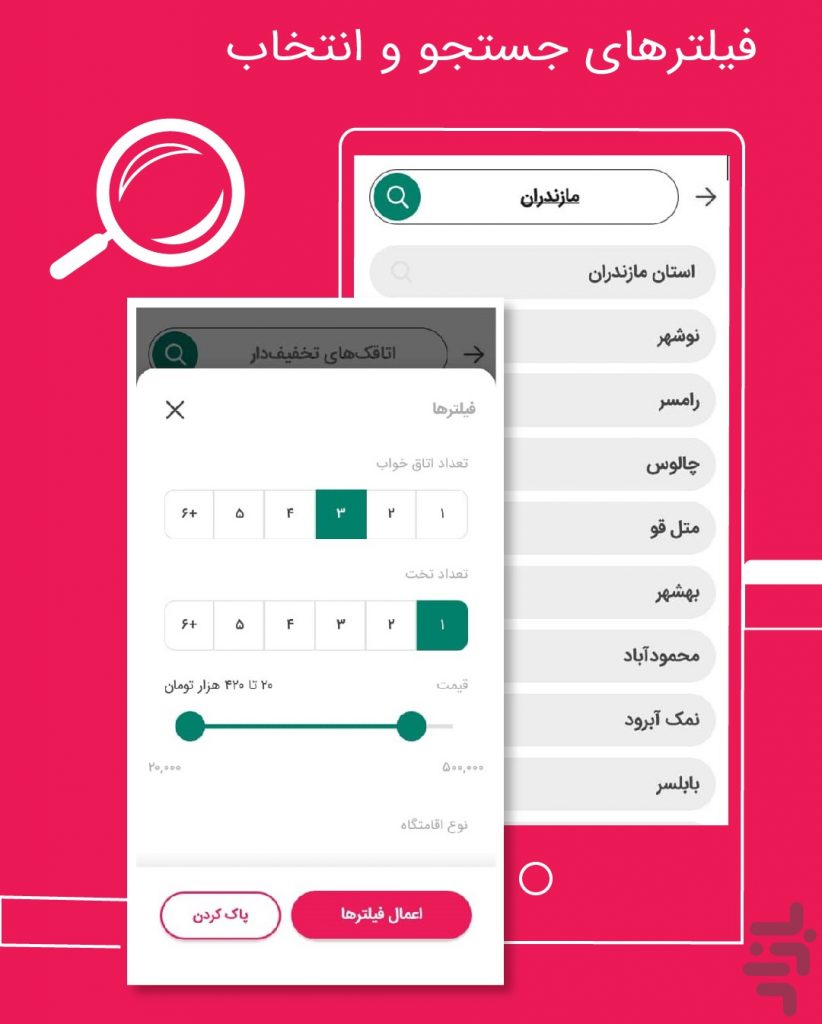 فیلترهای جستجو و انتخاب
مازندران
استان مازندران
نوشهر
رامسر
چالوس
متل قو
بهشهر
محمودآباد
نمک آبرود
بابلسر
اتاقک‌های تخفیف‌دار
فیلترها
تعداد اتاق خواب
۱ ۲ ۳ ۴ ۵ ۶+
تعداد تخت
۱ ۲ ۳ ۴ ۵ ۶+
قیمت
۲۰ تا ۴۲۰ هزار تومان
۵۰۰,۰۰۰
۲۰,۰۰۰
نوع اقامتگاه
اعمال فیلترها
پاک کردن
بازار